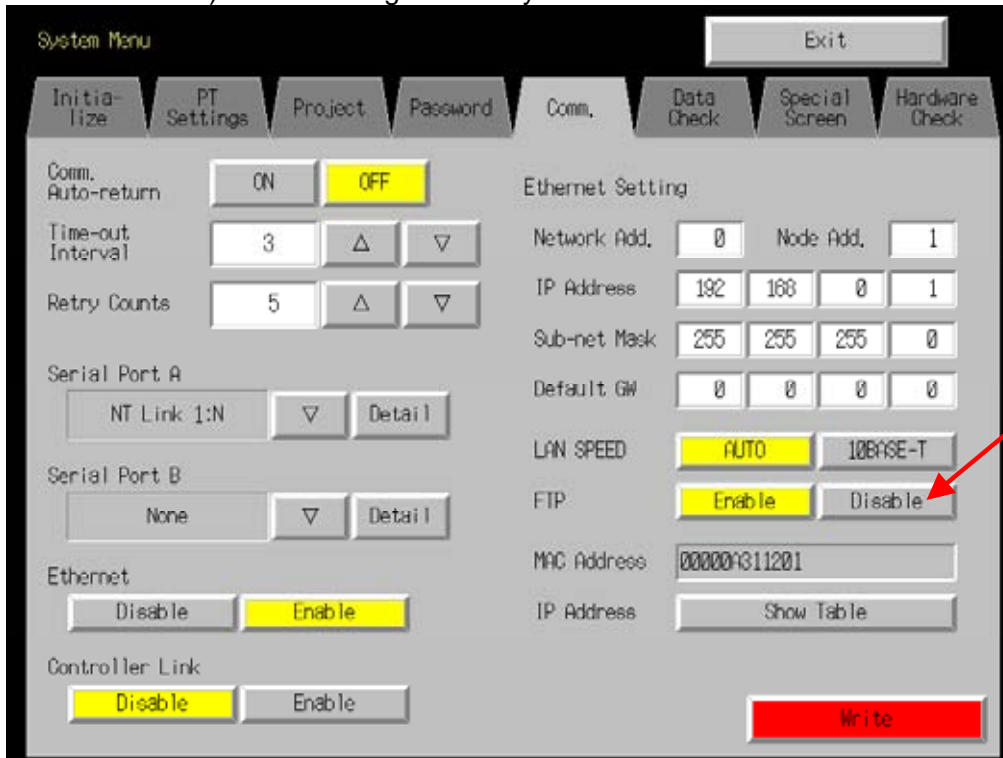 System Menu
Exit
Initia-
lize
PT
Settings
Project
Password
Comm.
Data
Check
Special
Screen
Hardware
Check
Comm.
Auto-return
ON
OFF
Time-out
Interval
3
△
▽
Retry Counts
5
△
▽
Serial Port A
NT Link 1:N
▽
Detail
Serial Port B
None
▽
Detail
Ethernet
Disable
Enable
Controller Link
Disable
Enable
Ethernet Setting
Network Add.
0
Node Add.
1
IP Address
192
168
0
1
Sub-net Mask
255
255
255
0
Default GW
0
0
0
0
LAN SPEED
AUTO
10BASE-T
FTP
Enable
Disable
MAC Address
00000A311201
IP Address
Show Table
Write